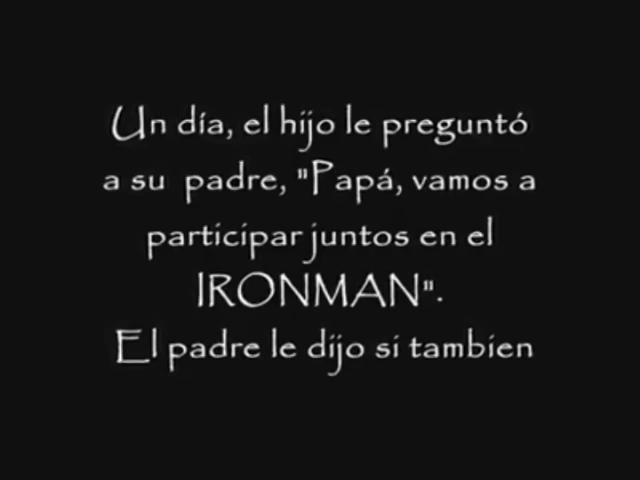 Un día, el hijo le preguntó
a su padre, "Papá, vamos a
participar juntos en el
IRONMAN".
El padre le dijo si tambien